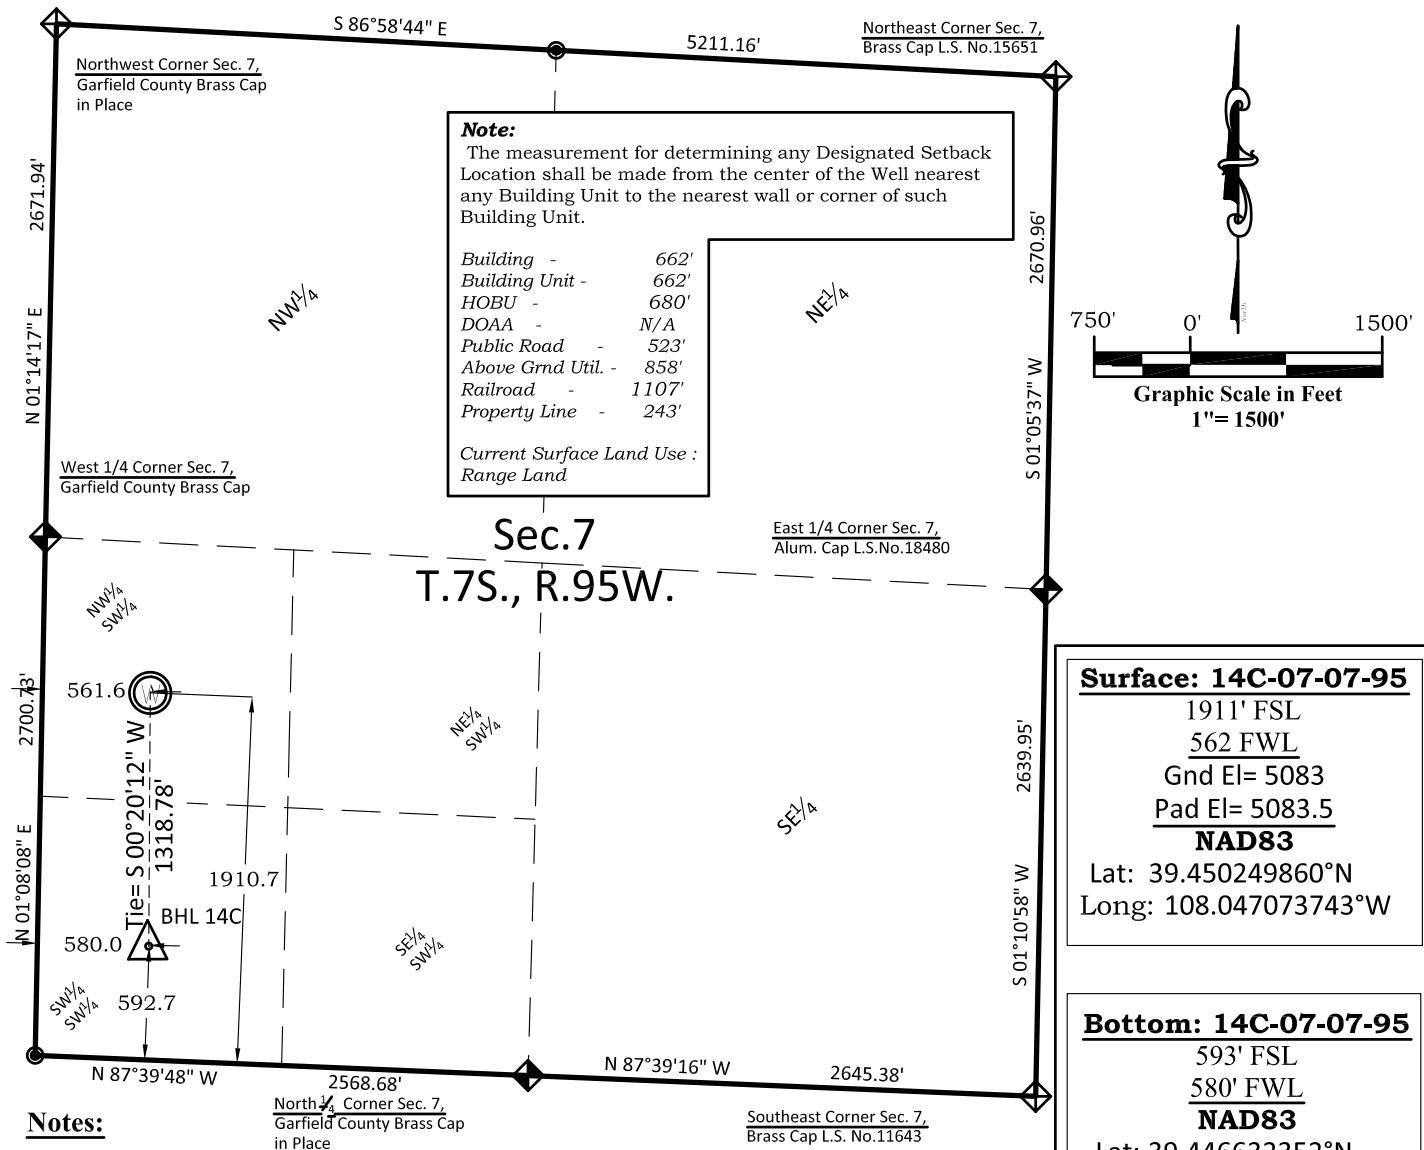 S 86°58'44" E
5211.16'
Northeast Corner Sec. 7,
Brass Cap L.S. No.15651
Northwest Corner Sec. 7,
Garfield County Brass Cap
in Place
2671.94'
N 01°14'17" E
Note:
The measurement for determining any Designated Setback
Location shall be made from the center of the Well nearest
any Building Unit to the nearest wall or corner of such
Building Unit.
Building - 662'
Building Unit - 662'
HOBU - 680'
DOAA - N/A
Public Road - 523'
Above Grnd Util. - 858'
Railroad - 1107'
Property Line - 243'
Current Surface Land Use :
Range Land
NW¼
NE¼
2670.96'
S 01°05'37" W
North
750' 0' 1500'
Graphic Scale in Feet
1"= 1500'
West 1/4 Corner Sec. 7,
Garfield County Brass Cap
Sec.7
T.7S., R.95W.
East 1/4 Corner Sec. 7,
Alum. Cap L.S.No.18480
NW¼
SW¼
561.6
W
2700.73'
N 01°08'08" E
Tie= S 00°20'12" W
1318.78'
1910.7
BHL 14C
580.0
592.7
NE¼
SW¼
SE¼
SW¼
SW¼
SW¼
SE¼
2639.95'
S 01°10'58" W
N 87°39'48" W
2568.68'
N 87°39'16" W
2645.38'
North ¼ Corner Sec. 7,
Garfield County Brass Cap
in Place
Southeast Corner Sec. 7,
Brass Cap L.S. No.11643
Notes:
Surface: 14C-07-07-95
1911' FSL
562 FWL
Gnd El= 5083
Pad El= 5083.5
NAD83
Lat: 39.450249860°N
Long: 108.047073743°W
Bottom: 14C-07-07-95
593' FSL
580' FWL
NAD83
Lat: 39.446632352°N